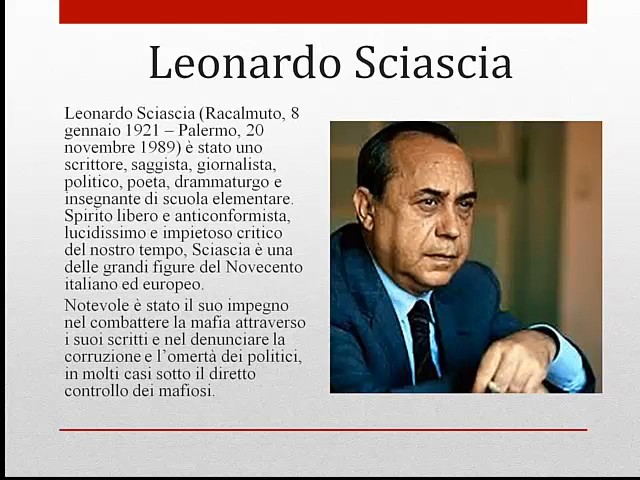 Leonardo Sciascia
Leonardo Sciascia (Racalmuto, 8
gennaio 1921 – Palermo, 20
novembre 1989) è stato uno
scrittore, saggista, giornalista,
politico, poeta, drammaturgo e
insegnante di scuola elementare.
Spirito libero e anticonformista,
lucidissimo e impietoso critico
del nostro tempo, Sciascia è una
delle grandi figure del Novecento
italiano ed europeo.
Notevole è stato il suo impegno
nel combattere la mafia attraverso
i suoi scritti e nel denunciare la
corruzione e l’omertà dei politici,
in molti casi sotto il diretto
controllo dei mafiosi.